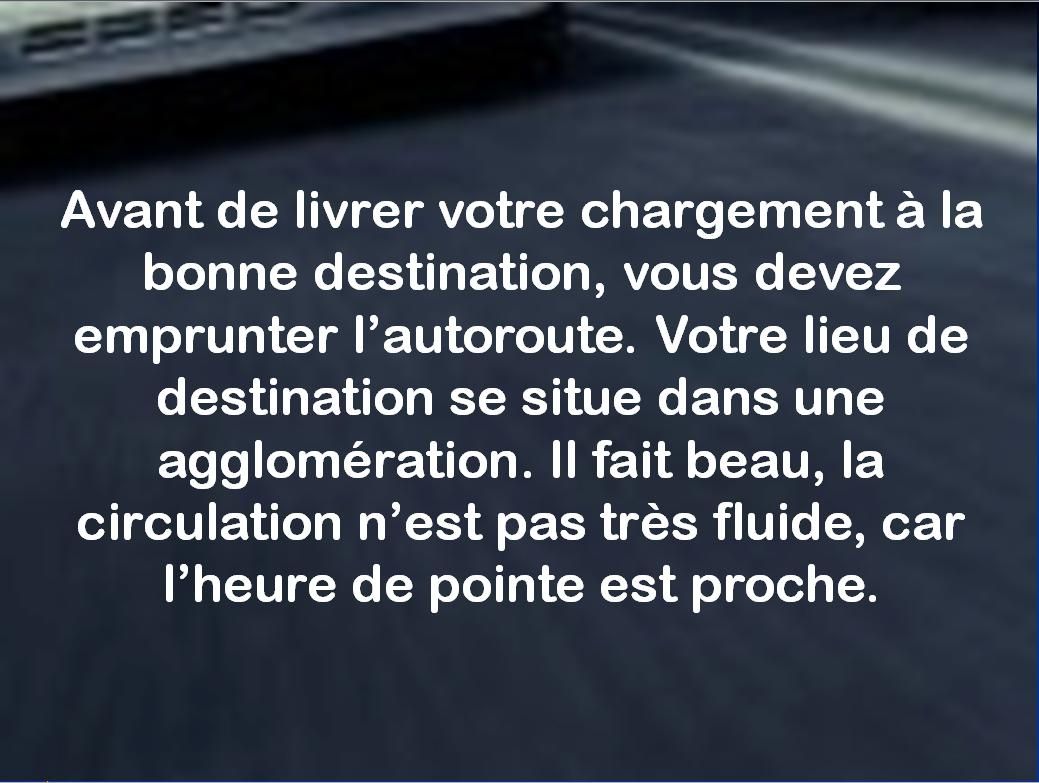 Avant de livrer votre chargement à la
bonne destination, vous devez
emprunter l’autoroute. Votre lieu de
destination se situe dans une
agglomération. Il fait beau, la
circulation n’est pas très fluide, car
l’heure de pointe est proche.